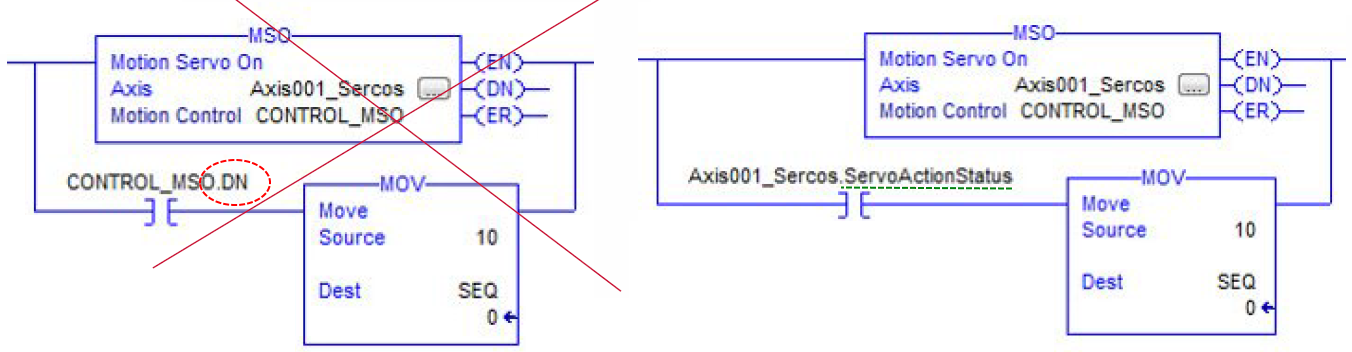 MSO
Motion Servo On
Axis Axis001_Sercos ...
Motion Control CONTROL_MSO
(EN)
(DN)
(ER)
CONTROL_MSO.DN
MOV
Move
Source 10
Dest SEQ
0
MSO
Motion Servo On
Axis Axis001_Sercos ...
Motion Control CONTROL_MSO
(EN)
(DN)
(ER)
Axis001_Sercos.ServoActionStatus
MOV
Move
Source 10
Dest SEQ
0